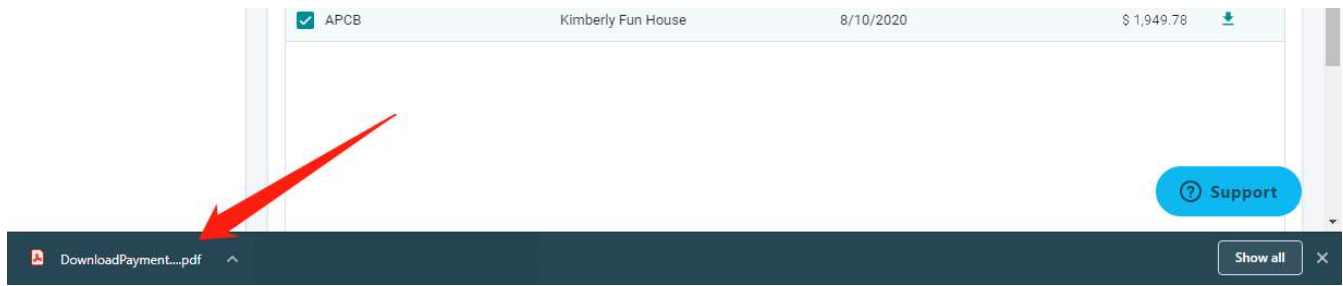 APCB Kimberly Fun House 8/10/2020 $ 1,949.78
Support
DownloadPayment....pdf Show all